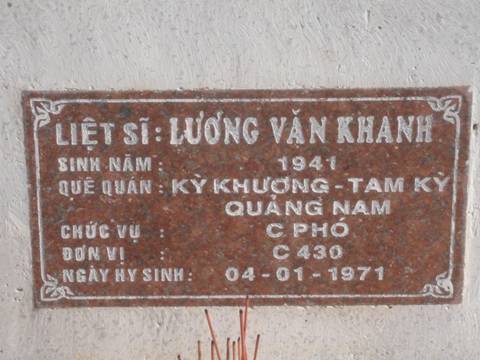 LIỆT SĨ: LƯƠNG VĂN KHANH
SINH NĂM : 1941
QUÊ QUÁN : KỲ KHƯƠNG - TAM KỲ
QUẢNG NAM
CHỨC VỤ : C PHÓ
ĐƠN VỊ : C 430
NGÀY HY SINH: 04-01-1971